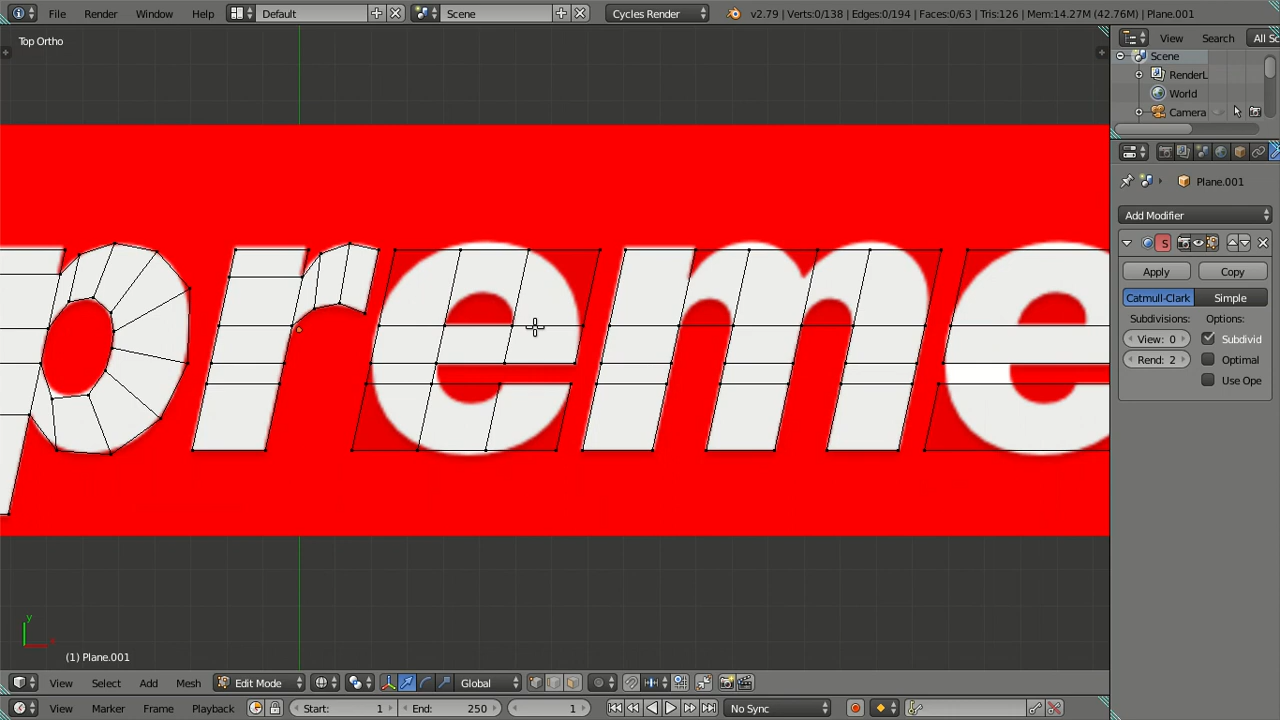 File Render Window Help Default Scene Cycles Render v2.79 | Verts:0/138 | Edges:0/194 | Faces:0/63 | Tris:126 | Mem:14.27M (42.76M) | Plane.001
Top Ortho
View Search All Sc
Scene
RenderL
World
Camera
Plane.001
Add Modifier
S
Apply Copy
Catmull-Clark Simple
Subdivisions: Options:
View: 0 Subdivid
Rend: 2 Optimal
Use Ope
preme
y
(1) Plane.001
View Select Add Mesh Edit Mode Global
View Marker Frame Playback Start: 1 End: 250 1 No Sync